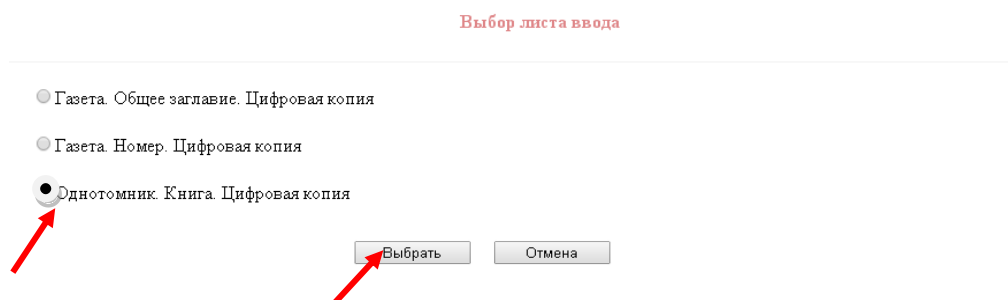 Выбор листа ввода
Газета. Общее заглавие. Цифровая копия
Газета. Номер. Цифровая копия
Однотомник. Книга. Цифровая копия
Выбрать Отмена